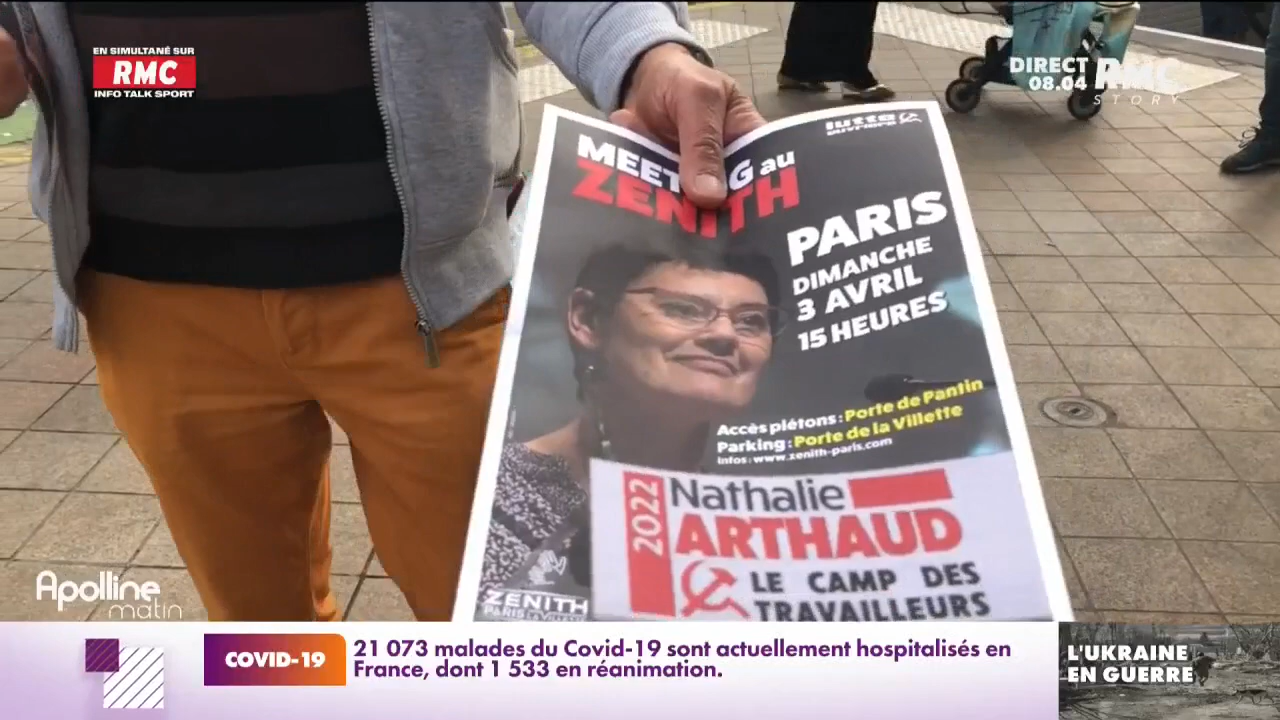 EN SIMULTANÉ SUR
RMC
INFO TALK SPORT
DIRECT
08.04
RMC
STORY
lutte
ouvrière
MEETING au
ZENITH
PARIS
DIMANCHE
3 AVRIL
15 HEURES
Accès piétons : Porte de Pantin
Parking : Porte de la Villette
Infos : www.zenith-paris.com
2022
Nathalie
ARTHAUD
LE CAMP DES
TRAVAILLEURS
ZENITH
Apolline
matin
COVID-19
21 073 malades du Covid-19 sont actuellement hospitalisés en
France, dont 1 533 en réanimation.
L'UKRAINE
EN GUERRE